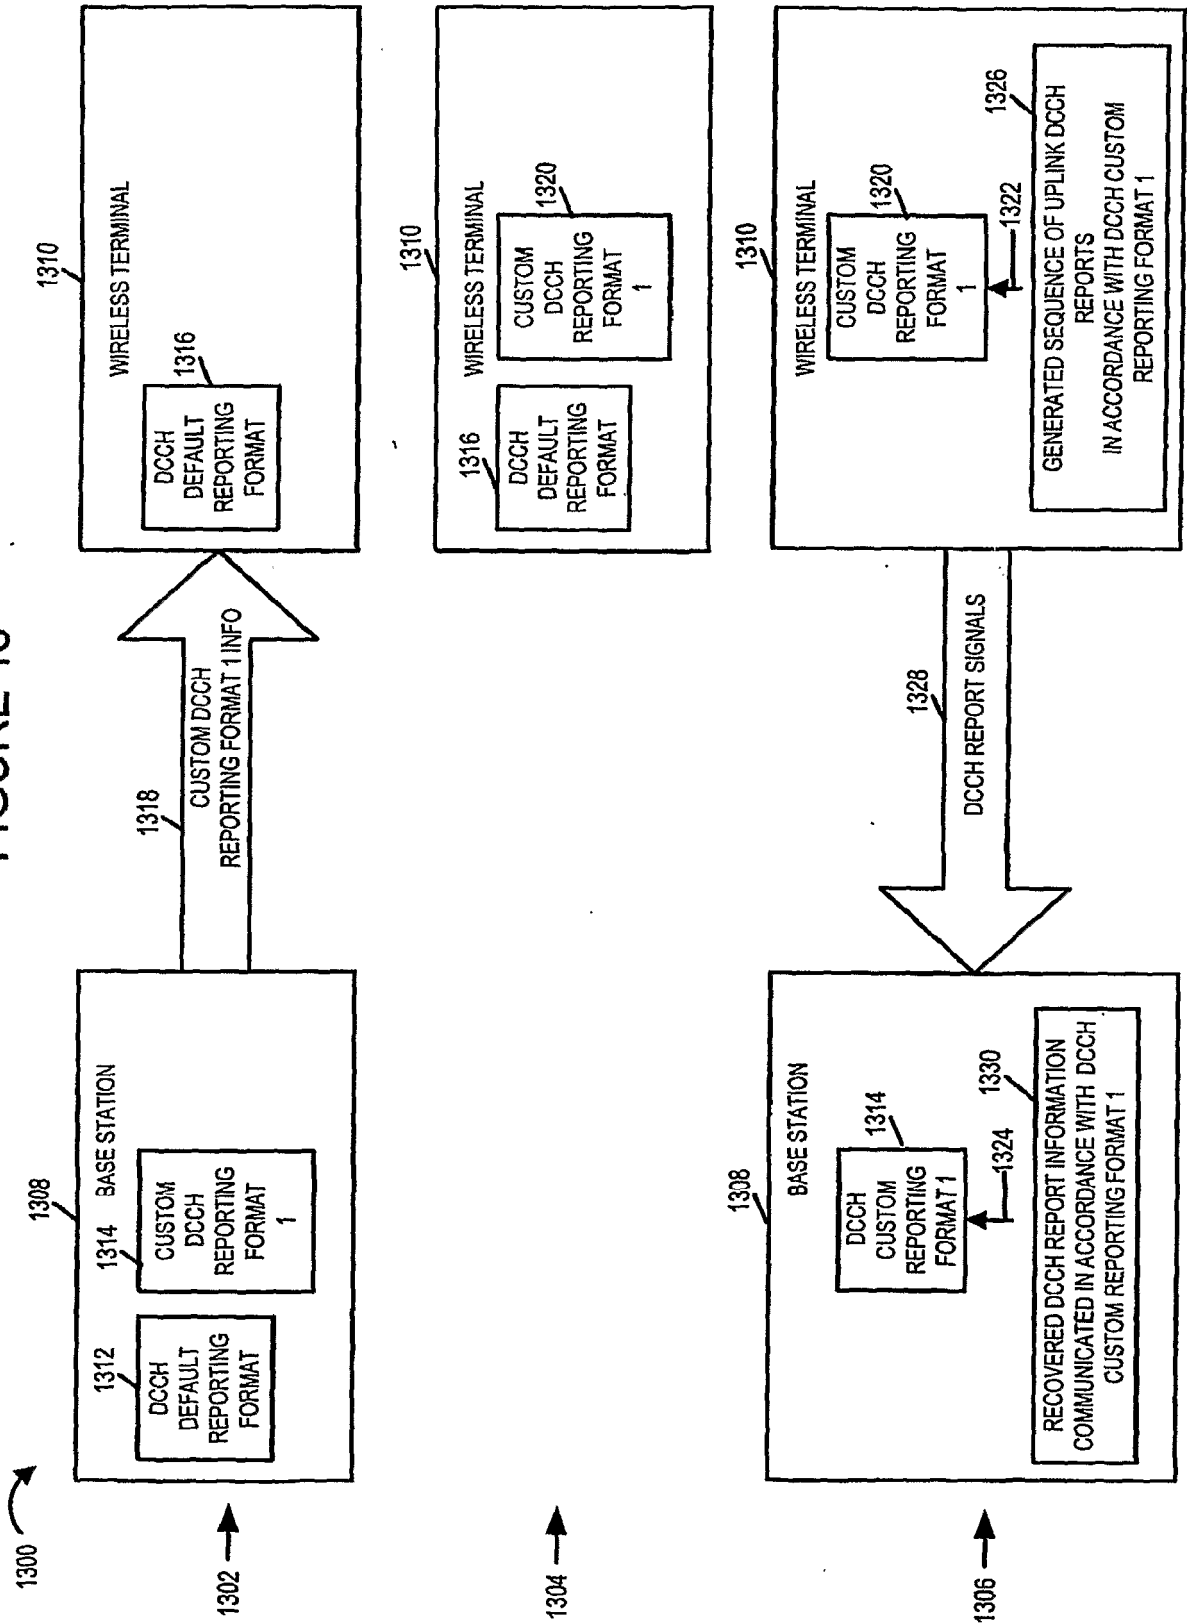 FIGURE 13
1300
1302
1308
BASE STATION
1312
DCCH
DEFAULT
REPORTING
FORMAT
1314
CUSTOM
DCCH
REPORTING
FORMAT
1
1318
CUSTOM DCCH
REPORTING FORMAT 1 INFO
1310
WIRELESS TERMINAL
1316
DCCH
DEFAULT
REPORTING
FORMAT
1304
1310
WIRELESS TERMINAL
1316
DCCH
DEFAULT
REPORTING
FORMAT
1320
CUSTOM
DCCH
REPORTING
FORMAT
1
1306
1308
BASE STATION
1314
DCCH
CUSTOM
REPORTING
FORMAT 1
1324
1330
RECOVERED DCCH REPORT INFORMATION
COMMUNICATED IN ACCORDANCE WITH DCCH
CUSTOM REPORTING FORMAT 1
1328
DCCH REPORT SIGNALS
1310
WIRELESS TERMINAL
1320
CUSTOM
DCCH
REPORTING
FORMAT
1
1322
1326
GENERATED SEQUENCE OF UPLINK DCCH
REPORTS
IN ACCORDANCE WITH DCCH CUSTOM
REPORTING FORMAT 1